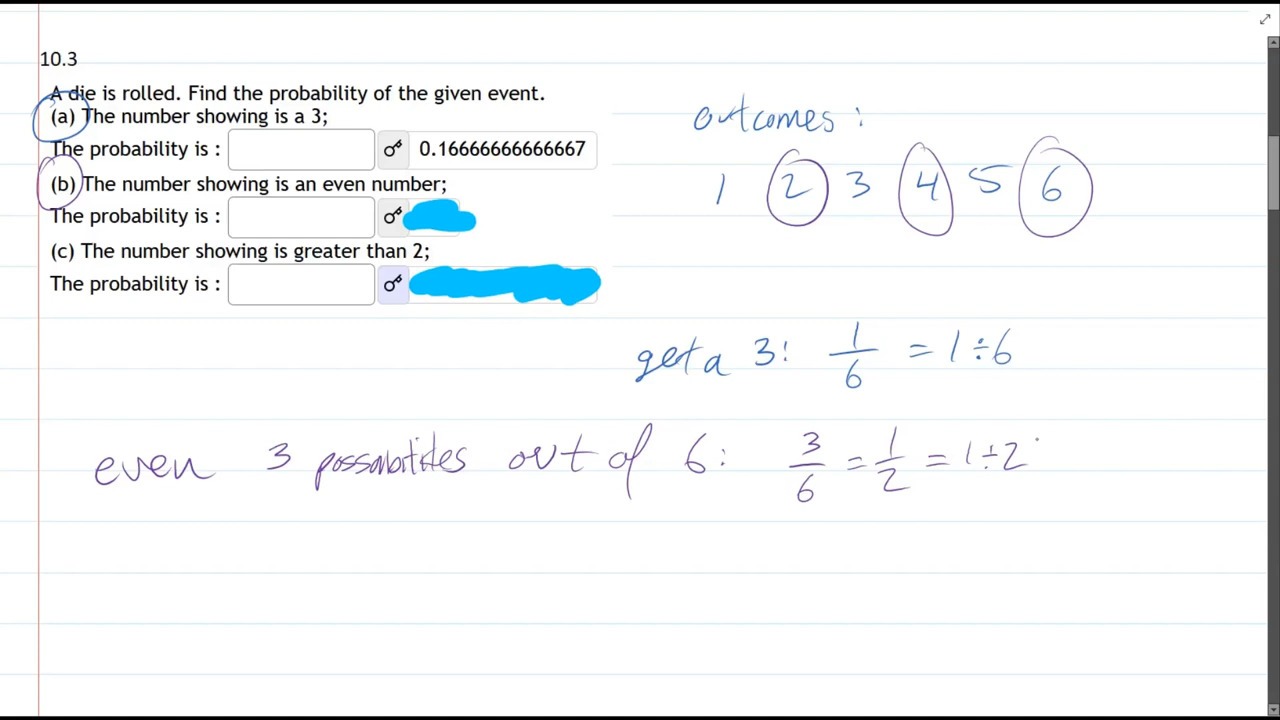 10.3
A die is rolled. Find the probability of the given event.
(a) The number showing is a 3;
The probability is :
0.16666666666667
(b) The number showing is an even number;
The probability is :
(c) The number showing is greater than 2;
The probability is :
outcomes :
1 2 3 4 5 6
get a 3: 1/6 = 1 ÷ 6
even 3 possabilitides out of 6: 3/6 = 1/2 = 1 ÷ 2